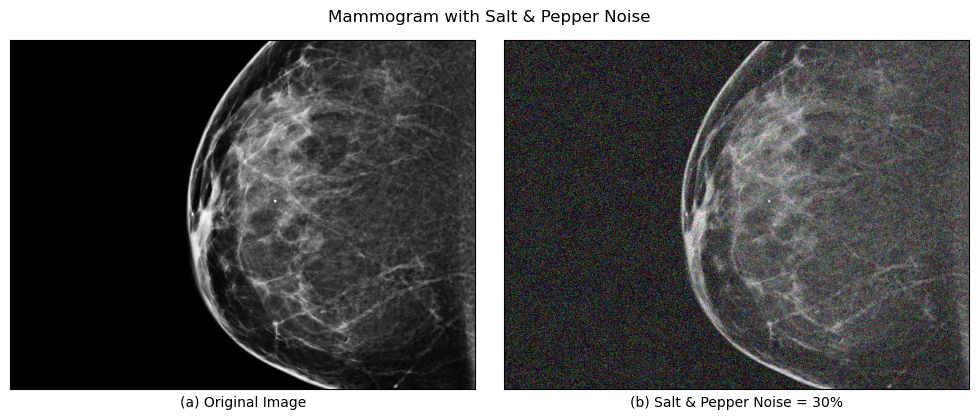 Mammogram with Salt & Pepper Noise
(a) Original Image
(b) Salt & Pepper Noise = 30%